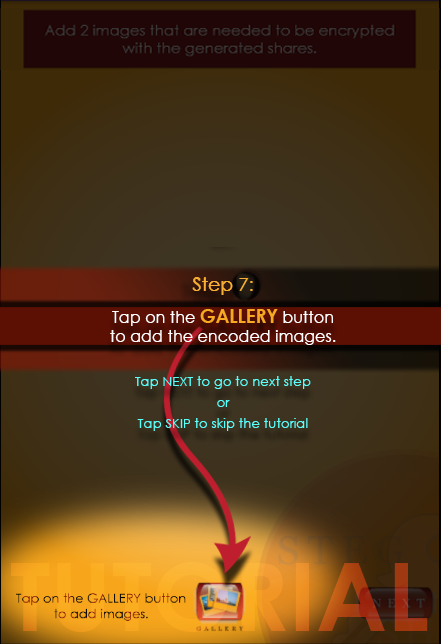 Add 2 images that are needed to be encrypted
with the generated shares.
Step 7:
Tap on the GALLERY button
to add the encoded images.
Tap NEXT to go to next step
or
Tap SKIP to skip the tutorial
TUTORIAL
Tap on the GALLERY button
to add images.
GALLERY
NEXT